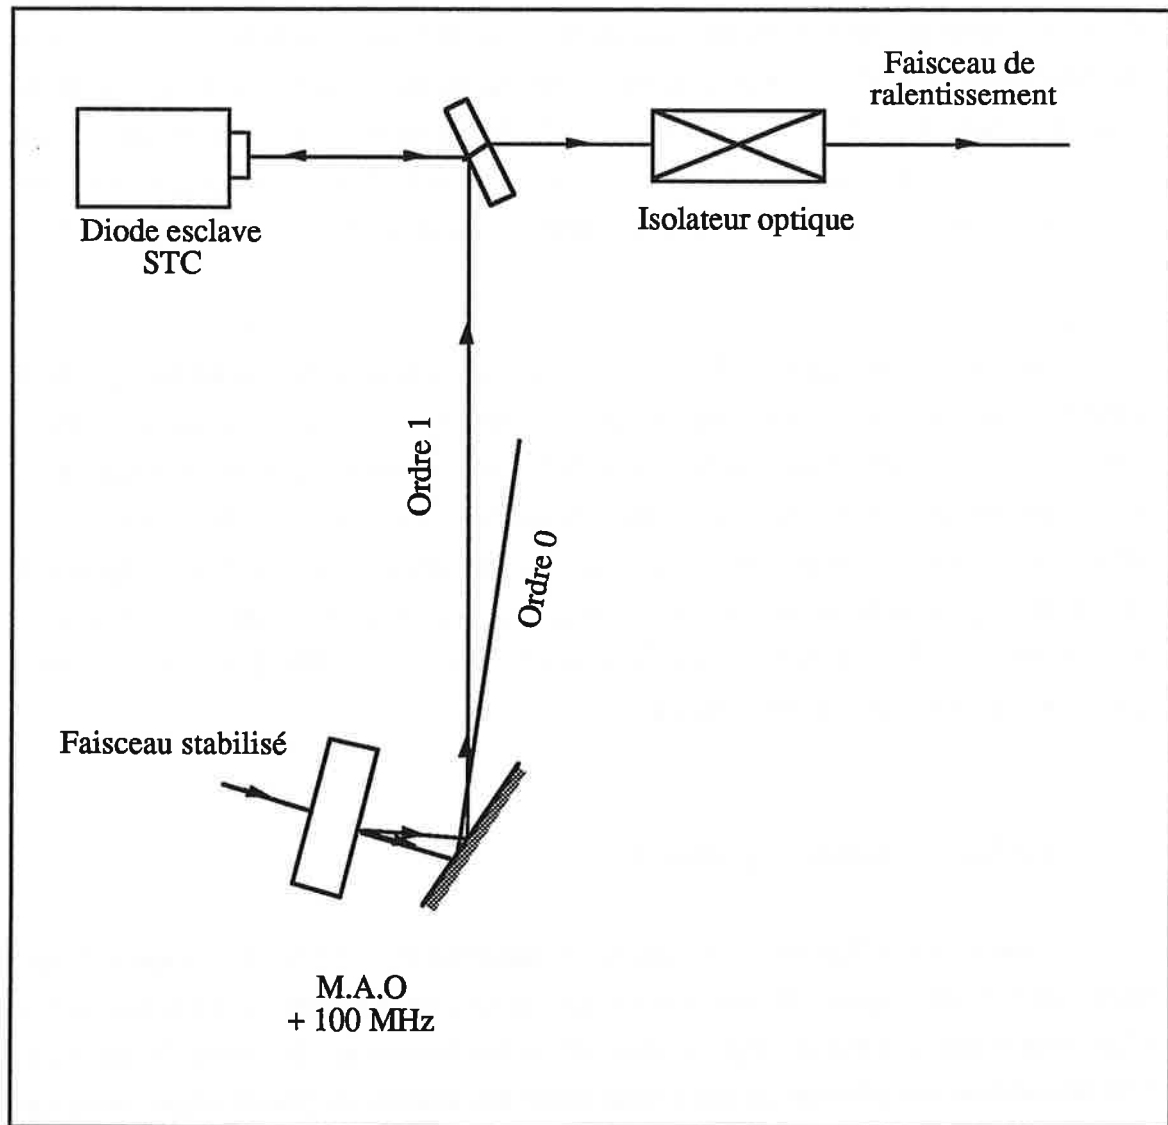 Faisceau de
ralentissement
Diode esclave
STC
Isolateur optique
Ordre 1
Ordre 0
Faisceau stabilisé
M.A.O
+ 100 MHz